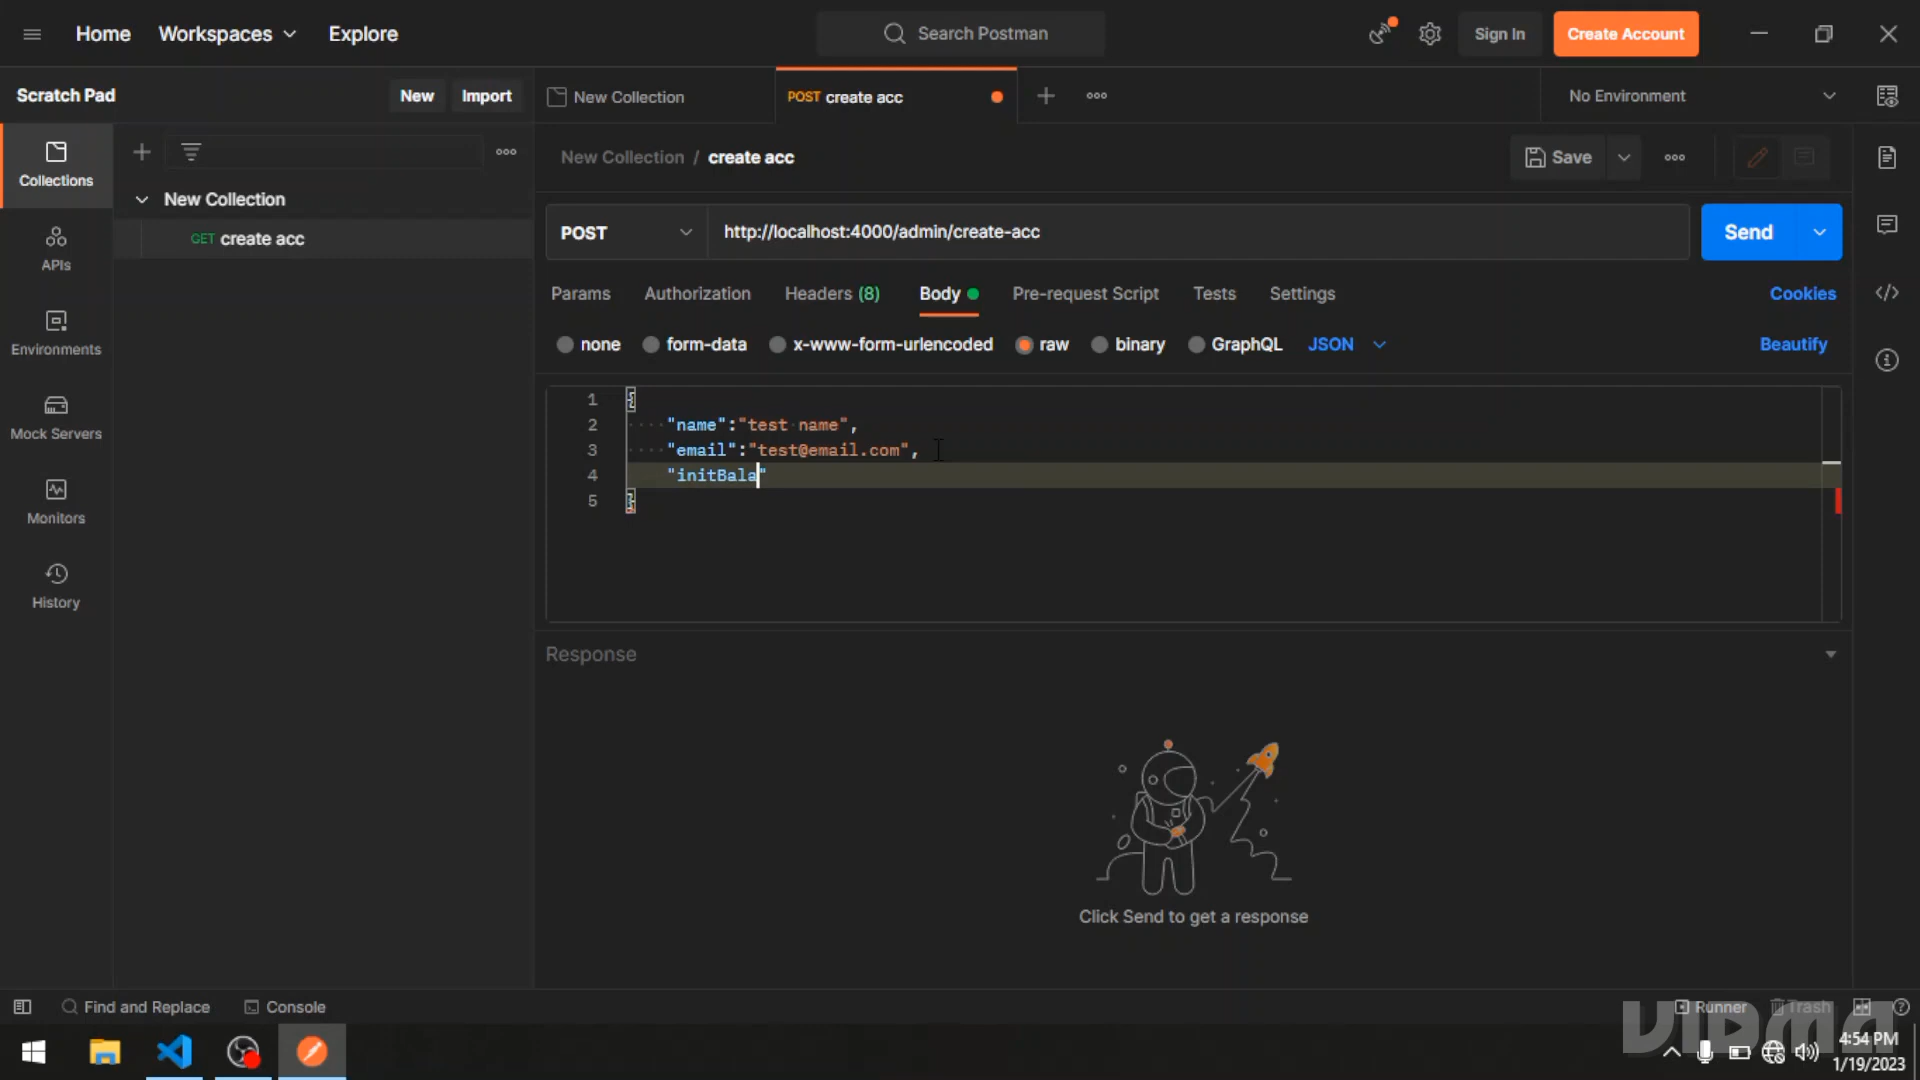 Home
Workspaces
Explore
Search Postman
Sign In
Create Account
Scratch Pad
New
Import
New Collection
POST create acc
No Environment
Collections
New Collection / create acc
Save
New Collection
GET create acc
APIs
POST
http://localhost:4000/admin/create-acc
Send
Params
Authorization
Headers (8)
Body
Pre-request Script
Tests
Settings
Cookies
Environments
none
form-data
x-www-form-urlencoded
raw
binary
GraphQL
JSON
Beautify
1 {
2 "name":"test name",
3 "email":"test@email.com",
4 "initBala"
5 }
Mock Servers
Monitors
History
Response
Click Send to get a response
Find and Replace
Console
Runner
Trash
VIDMA
4:54 PM
1/19/2023